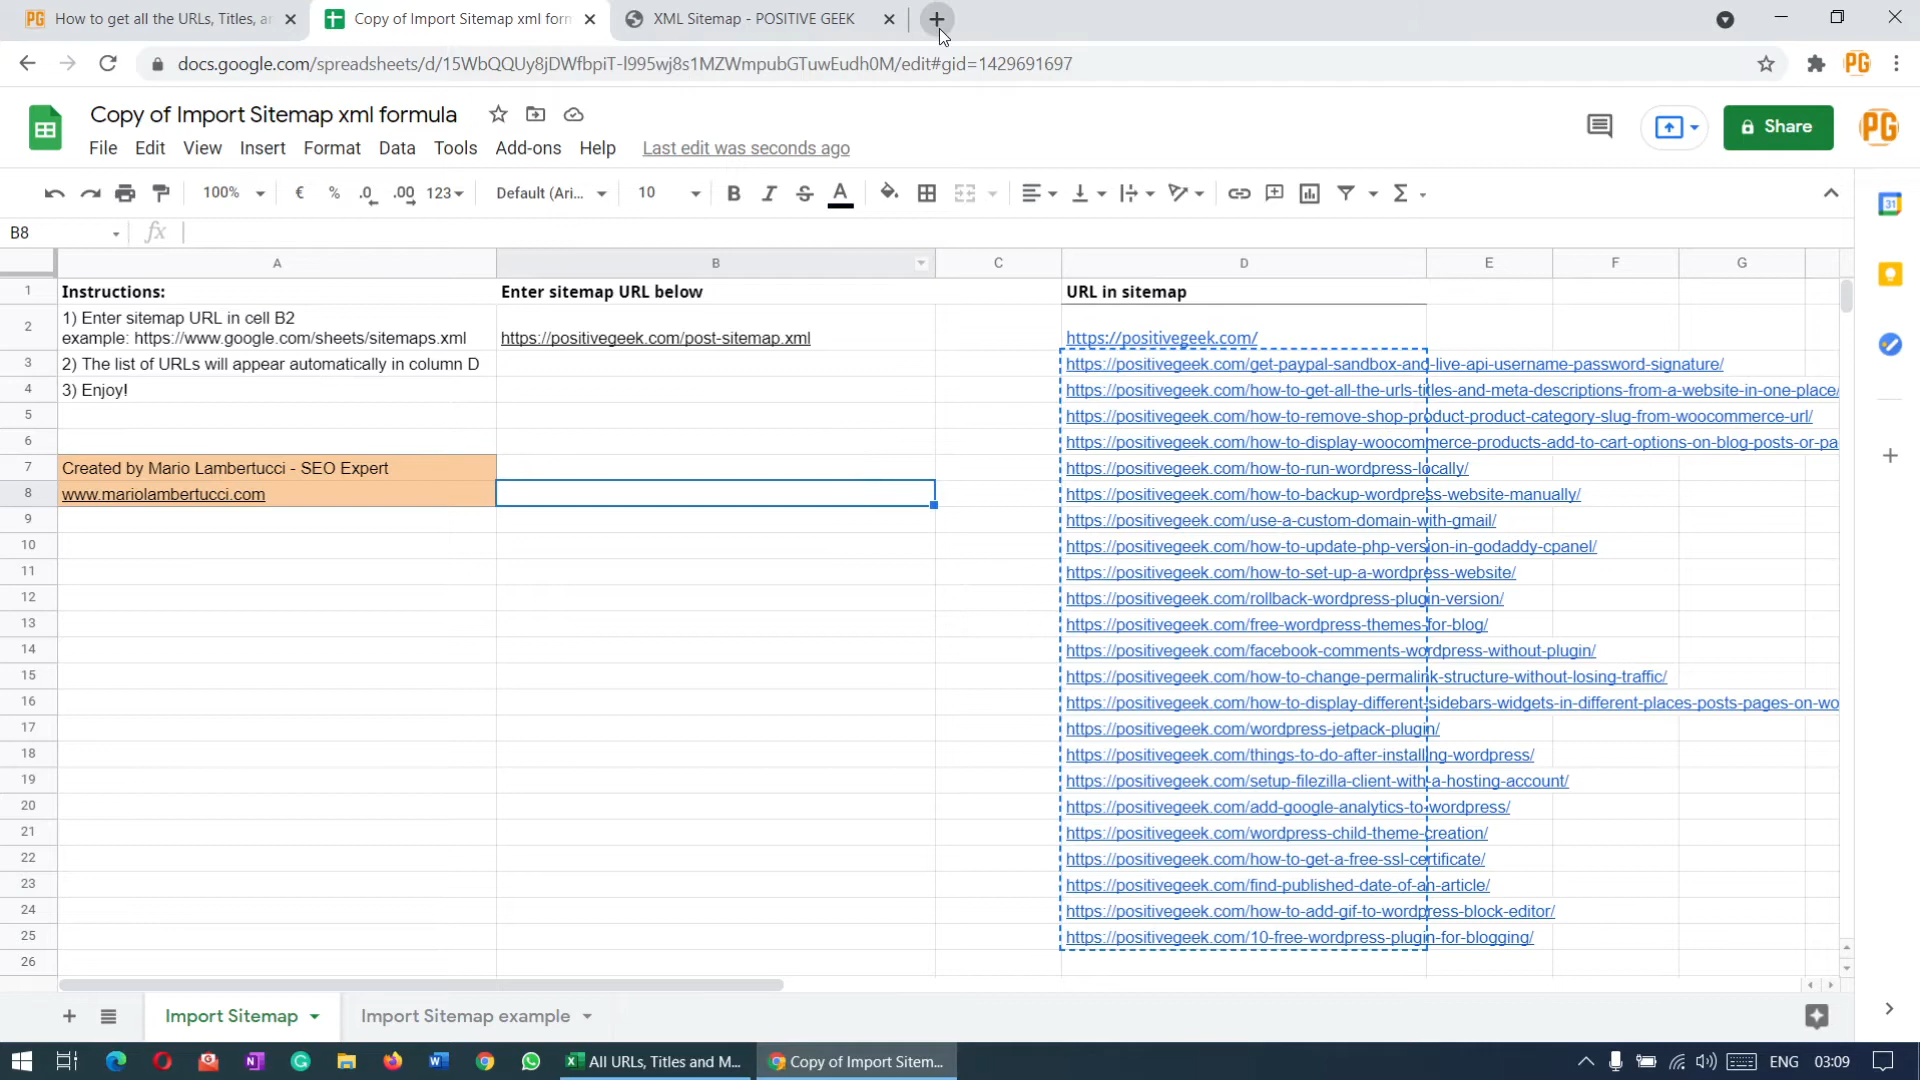 PG How to get all the URLs, Titles, a
Copy of Import Sitemap xml form
XML Sitemap - POSITIVE GEEK
docs.google.com/spreadsheets/d/15WbQQUy8jDWfbpiT-l995wj8s1MZWmpubGTuwEudh0M/edit#gid=1429691697
PG
Copy of Import Sitemap xml formula
Share
PG
File Edit View Insert Format Data Tools Add-ons Help Last edit was seconds ago
100% € % .0 .00 123 Default (Ari... 10 B I S A Σ
31
B8 fx
A B C D E F G
1 Instructions: Enter sitemap URL below URL in sitemap
2 1) Enter sitemap URL in cell B2
example: https://www.google.com/sheets/sitemaps.xml https://positivegeek.com/post-sitemap.xml https://positivegeek.com/
3 2) The list of URLs will appear automatically in column D https://positivegeek.com/get-paypal-sandbox-and-live-api-username-password-signature/
4 3) Enjoy! https://positivegeek.com/how-to-get-all-the-urls-titles-and-meta-descriptions-from-a-website-in-one-place/
5 https://positivegeek.com/how-to-remove-shop-product-product-category-slug-from-woocommerce-url/
6 https://positivegeek.com/how-to-display-woocommerce-products-add-to-cart-options-on-blog-posts-or-pa
7 Created by Mario Lambertucci - SEO Expert https://positivegeek.com/how-to-run-wordpress-locally/
8 www.mariolambertucci.com https://positivegeek.com/how-to-backup-wordpress-website-manually/
9 https://positivegeek.com/use-a-custom-domain-with-gmail/
10 https://positivegeek.com/how-to-update-php-version-in-godaddy-cpanel/
11 https://positivegeek.com/how-to-set-up-a-wordpress-website/
12 https://positivegeek.com/rollback-wordpress-plugin-version/
13 https://positivegeek.com/free-wordpress-themes-for-blog/
14 https://positivegeek.com/facebook-comments-wordpress-without-plugin/
15 https://positivegeek.com/how-to-change-permalink-structure-without-losing-traffic/
16 https://positivegeek.com/how-to-display-different-sidebars-widgets-in-different-places-posts-pages-on-wo
17 https://positivegeek.com/wordpress-jetpack-plugin/
18 https://positivegeek.com/things-to-do-after-installing-wordpress/
19 https://positivegeek.com/setup-filezilla-client-with-a-hosting-account/
20 https://positivegeek.com/add-google-analytics-to-wordpress/
21 https://positivegeek.com/wordpress-child-theme-creation/
22 https://positivegeek.com/how-to-get-a-free-ssl-certificate/
23 https://positivegeek.com/find-published-date-of-an-article/
24 https://positivegeek.com/how-to-add-gif-to-wordpress-block-editor/
25 https://positivegeek.com/10-free-wordpress-plugin-for-blogging/
26
Import Sitemap Import Sitemap example
All URLs, Titles and M... Copy of Import Sitem... ENG 03:09